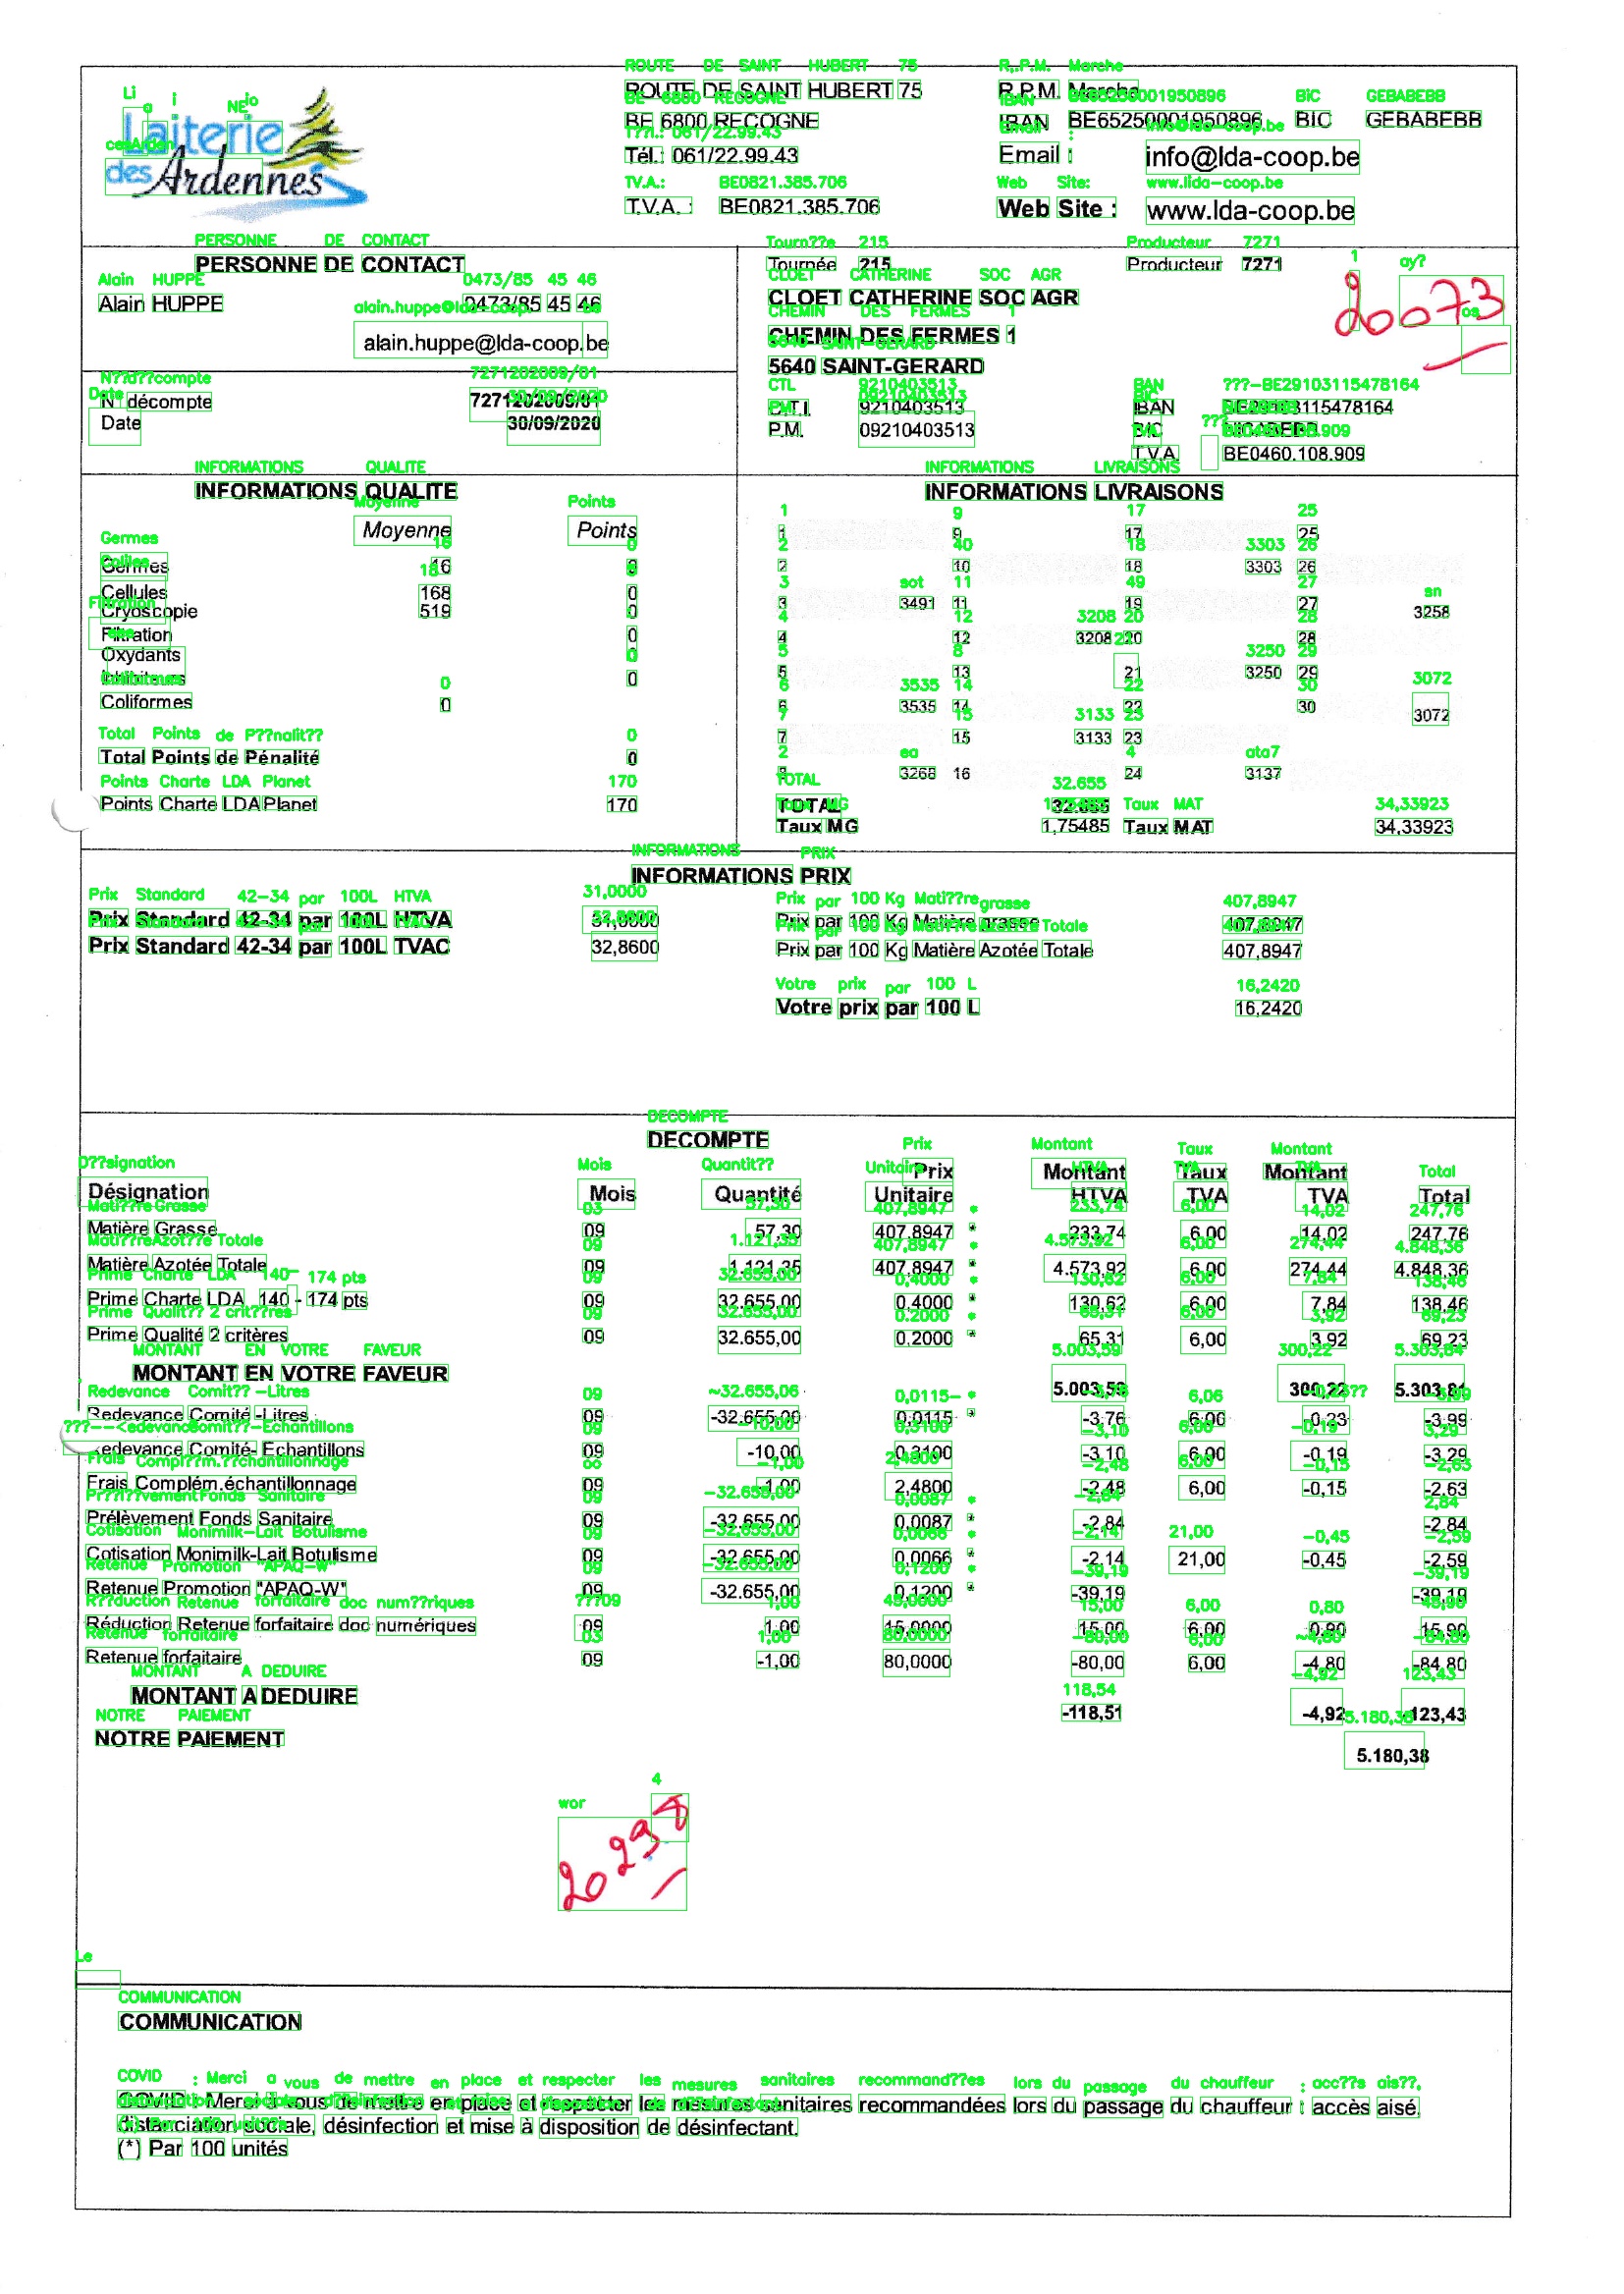 Laiterie
des Ardennes
ROUTE DE SAINT HUBERT 75
BE 6800 RECOGNE
Tél.: 061/22.99.43
T.V.A. : BE0821.385.706
R.P.M. Marche
IBAN BE65250001950896 BIC GEBABEBB
Email : info@lda-coop.be
Web Site : www.lda-coop.be
PERSONNE DE CONTACT
Alain HUPPE 0473/85 45 46
alain.huppe@lda-coop.be
N° décompte 7271202009/01
Date 30/09/2020
Tournée 215 Producteur 7271
CLOET CATHERINE SOC AGR
CHEMIN DES FERMES 1
5640 SAINT-GERARD
20073
C.T.I. 9210403513 IBAN BE29103115478164
P.M. 09210403513 BIC
T.V.A. BE0460.108.909
INFORMATIONS QUALITE
Moyenne Points
Germes 16 0
Cellules 168 0
Cryoscopie 519 0
Filtration 0
Oxydants 0
Inhibiteurs 0
Coliformes 0
Total Points de Pénalité 0
Points Charte LDA Planet 170
INFORMATIONS LIVRAISONS
1 9 17 25
2 10 18 3303 26
3 3491 11 19 27 3258
4 12 3208 20 28
5 13 21 3250 29
6 3535 14 22 30 3072
7 15 3133 23
8 3268 16 24 3137
TOTAL 32.655
Taux MG 1,75485 Taux MAT 34,33923
INFORMATIONS PRIX
Prix Standard 42-34 par 100L HTVA 31,0000
Prix Standard 42-34 par 100L TVAC 32,8600
Prix par 100 Kg Matière grasse 407,8947
Prix par 100 Kg Matière Azotée Totale 407,8947
Votre prix par 100 L 16,2420
DECOMPTE
Désignation Mois Quantité Prix Unitaire Montant HTVA Taux TVA Montant TVA Total
Matière Grasse 09 57,30 407,8947 * 233,74 6,00 14,02 247,76
Matière Azotée Totale 09 1.121,35 407,8947 * 4.573,92 6,00 274,44 4.848,36
Prime Charte LDA 140 - 174 pts 09 32.655,00 0,4000 * 130,62 6,00 7,84 138,46
Prime Qualité 2 critères 09 32.655,00 0,2000 * 65,31 6,00 3,92 69,23
MONTANT EN VOTRE FAVEUR 5.003,59 300,22 5.303,81
Redevance Comité -Litres 09 -32.655,00 0,0115 * -3,76 6,00 -0,23 -3,99
Redevance Comité- Echantillons 09 -10,00 0,3100 -3,10 6,00 -0,19 -3,29
Frais Complém.échantillonnage 09 -1,00 2,4800 -2,48 6,00 -0,15 -2,63
Prélèvement Fonds Sanitaire 09 -32.655,00 0,0087 * -2,84 -2,84
Cotisation Monimilk-Lait Botulisme 09 -32.655,00 0,0066 * -2,14 21,00 -0,45 -2,59
Retenue Promotion "APAQ-W" 09 -32.655,00 0,1200 * -39,19 -39,19
Réduction Retenue forfaitaire doc numériques 09 1,00 15,0000 15,00 6,00 0,90 15,90
Retenue forfaitaire 09 -1,00 80,0000 -80,00 6,00 -4,80 -84,80
MONTANT A DEDUIRE -118,51 -4,92 -123,43
NOTRE PAIEMENT 5.180,38
COMMUNICATION
COVID : Merci à vous de mettre en place et respecter les mesures sanitaires recommandées lors du passage du chauffeur : accès aisé,
distanciation sociale, désinfection et mise à disposition de désinfectant.
(*) Par 100 unités